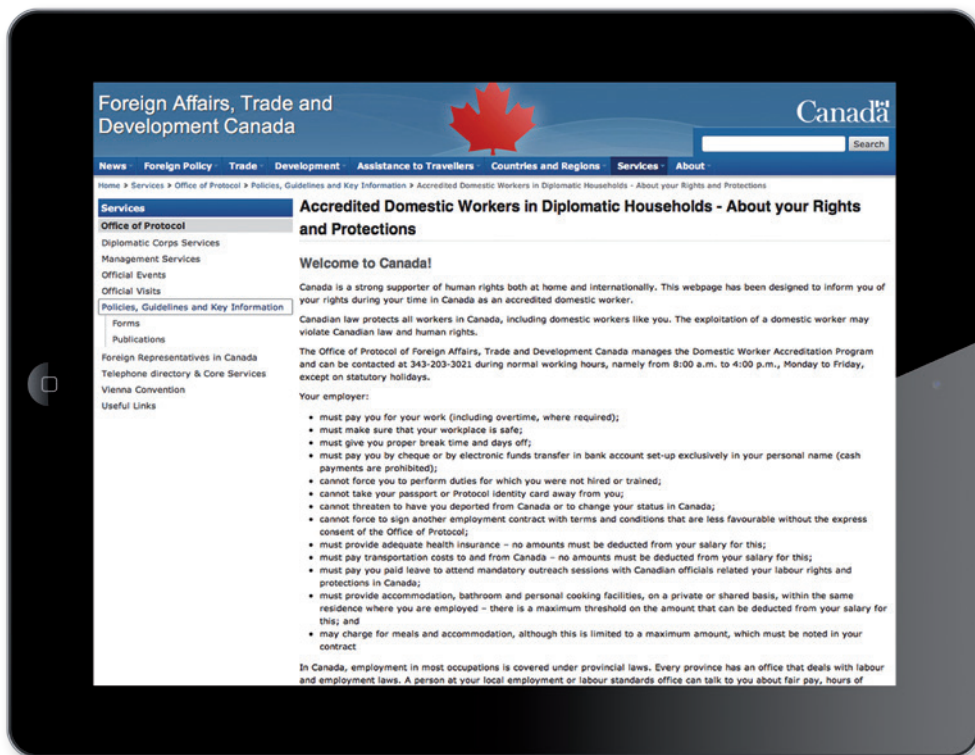 Foreign Affairs, Trade and
Development Canada
Canada
Search
News Foreign Policy Trade Development Assistance to Travellers Countries and Regions Services About
Home > Services > Office of Protocol > Policies, Guidelines and Key Information > Accredited Domestic Workers in Diplomatic Households - About your Rights and Protections
Services
Office of Protocol
Diplomatic Corps Services
Management Services
Official Events
Official Visits
Policies, Guidelines and Key Information
Forms
Publications
Foreign Representatives in Canada
Telephone directory & Core Services
Vienna Convention
Useful Links
Accredited Domestic Workers in Diplomatic Households - About your Rights
and Protections
Welcome to Canada!
Canada is a strong supporter of human rights both at home and internationally. This webpage has been designed to inform you of
your rights during your time in Canada as an accredited domestic worker.
Canadian law protects all workers in Canada, including domestic workers like you. The exploitation of a domestic worker may
violate Canadian law and human rights.
The Office of Protocol of Foreign Affairs, Trade and Development Canada manages the Domestic Worker Accreditation Program
and can be contacted at 343-203-3021 during normal working hours, namely from 8:00 a.m. to 4:00 p.m., Monday to Friday,
except on statutory holidays.
Your employer:
• must pay you for your work (including overtime, where required);
• must make sure that your workplace is safe;
• must give you proper break time and days off;
• must pay you by cheque or by electronic funds transfer in bank account set-up exclusively in your personal name (cash
payments are prohibited);
• cannot force you to perform duties for which you were not hired or trained;
• cannot take your passport or Protocol identity card away from you;
• cannot threaten to have you deported from Canada or to change your status in Canada;
• cannot force to sign another employment contract with terms and conditions that are less favourable without the express
consent of the Office of Protocol;
• must provide adequate health insurance – no amounts must be deducted from your salary for this;
• must pay transportation costs to and from Canada – no amounts must be deducted from your salary for this;
• must pay you paid leave to attend mandatory outreach sessions with Canadian officials related your labour rights and
protections in Canada;
• must provide accommodation, bathroom and personal cooking facilities, on a private or shared basis, within the same
residence where you are employed – there is a maximum threshold on the amount that can be deducted from your salary for
this; and
• may charge for meals and accommodation, although this is limited to a maximum amount, which must be noted in your
contract
In Canada, employment in most occupations is covered under provincial laws. Every province has an office that deals with labour
and employment laws. A person at your local employment or labour standards office can talk to you about fair pay, hours of